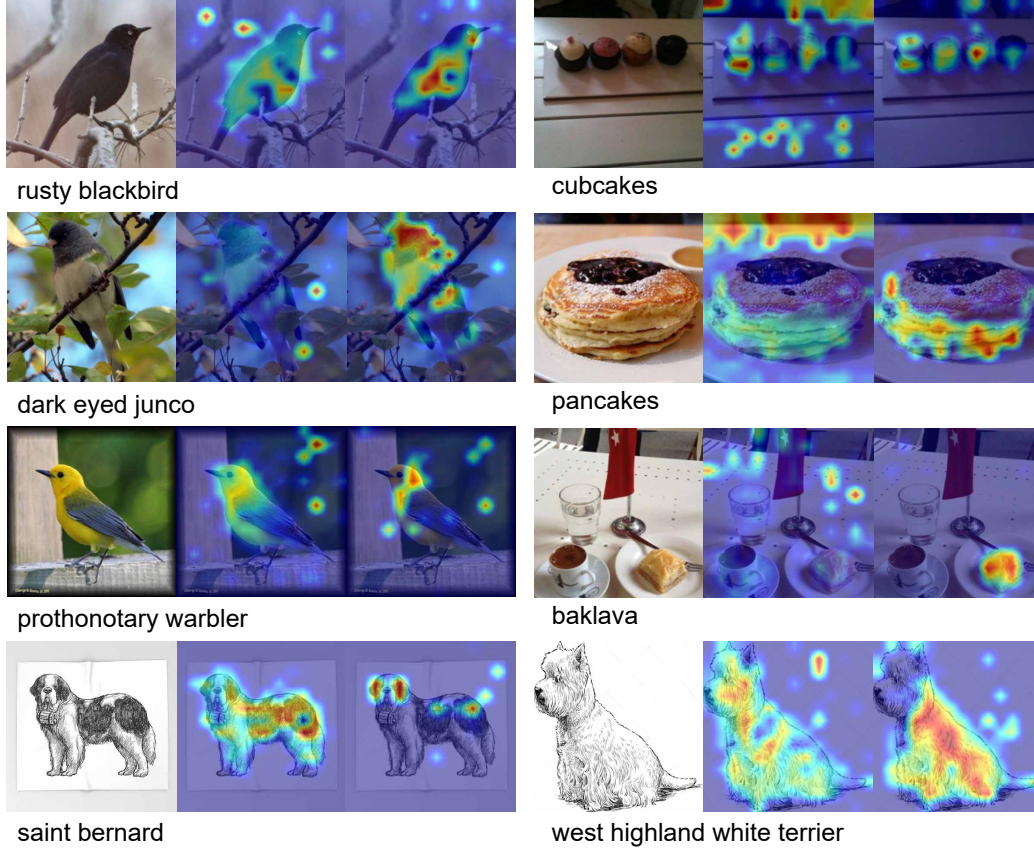 rusty blackbird
cubcakes
dark eyed junco
pancakes
prothonotary warbler
baklava
saint bernard
west highland white terrier